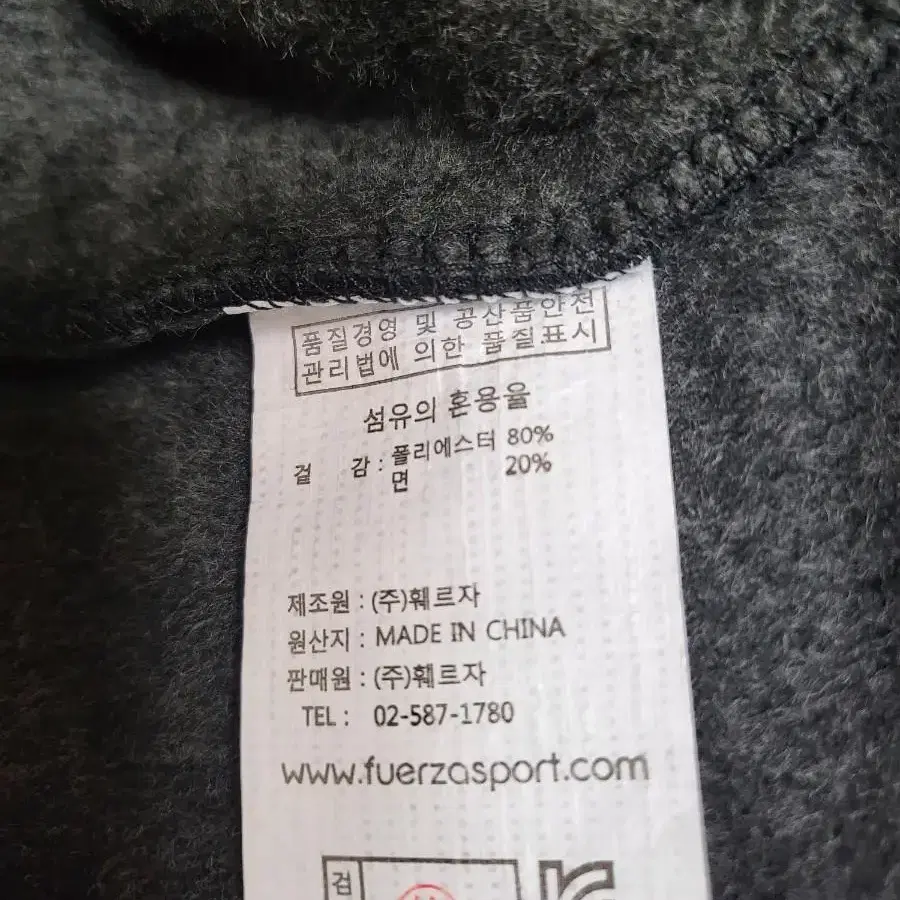 품질경영 및 공산품안전
관리법에 의한 품질표시
섬유의 혼용율
겉 감 : 폴리에스터 80%
면 20%
제조원 : (주)훼르자
원산지 : MADE IN CHINA
판매원 : (주)훼르자
TEL : 02-587-1780
www.fuerzasport.com
검